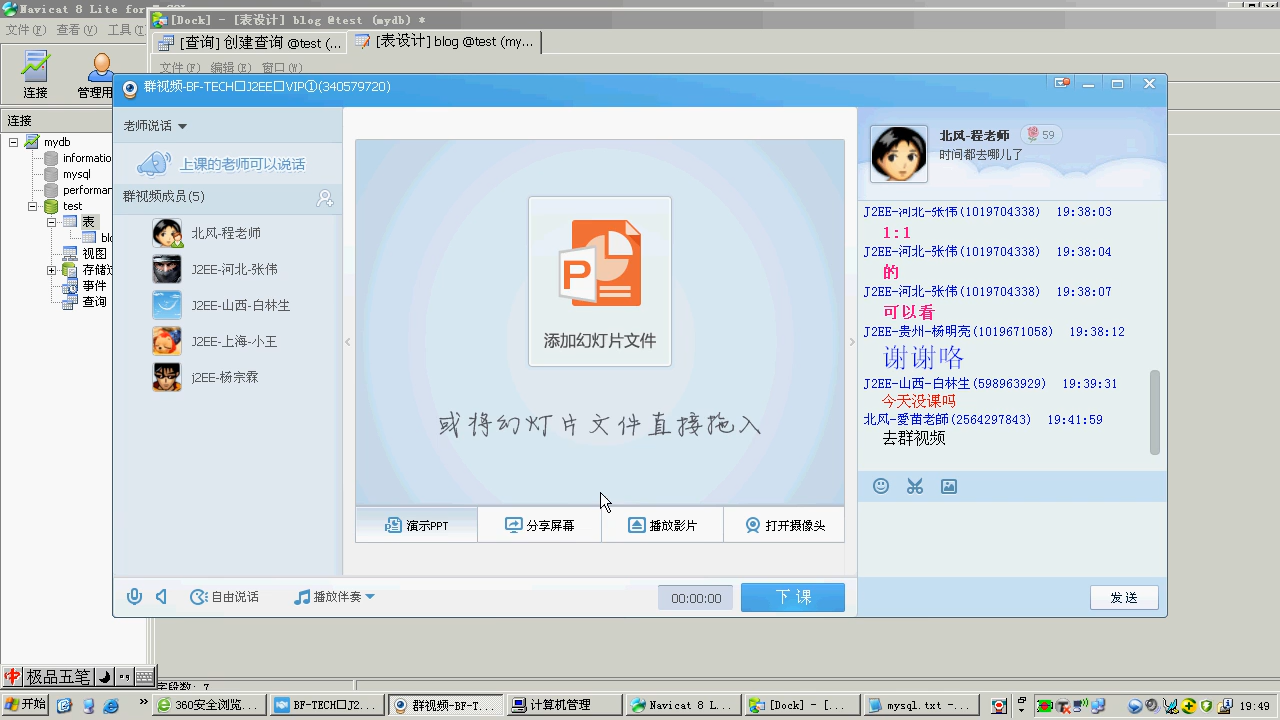 Navicat 8 Lite for
[Dock] - [表设计] blog @test (mydb) *
文件(F) 查看(V) 工具(
[查询] 创建查询 @test (...
[表设计] blog @test (my...
文件(F) 编辑(E) 窗口(W)
连接
管理用
连接
mydb
informatio
mysql
performar
test
表
blo
视图
事件
查询
群视频-BF-TECH□J2EE□VIP①(340579720)
老师说话
上课的老师可以说话
群视频成员(5)
北风-程老师
J2EE-河北-张伟
J2EE-山西-白林生
J2EE-上海-小王
j2EE-杨宗霖
添加幻灯片文件
或将幻灯片文件直接拖入
演示PPT
分享屏幕
播放影片
打开摄像头
自由说话
播放伴奏
00:00:00
下课
北风-程老师
59
时间都去哪儿了
J2EE-河北-张伟(1019704338) 19:38:03
1:1
J2EE-河北-张伟(1019704338) 19:38:04
的
J2EE-河北-张伟(1019704338) 19:38:07
可以看
J2EE-贵州-杨明亮(1019671058) 19:38:12
谢谢咯
J2EE-山西-白林生(598963929) 19:39:31
今天没课吗
北风-愛苗老師(2564297843) 19:41:59
去群视频
发送
中 极品五笔
字段数: 7
开始
360安全浏览...
BF-TECH□J2...
群视频-BF-T...
计算机管理
Navicat 8 L...
[Dock] - [...
mysql.txt -...
19:49